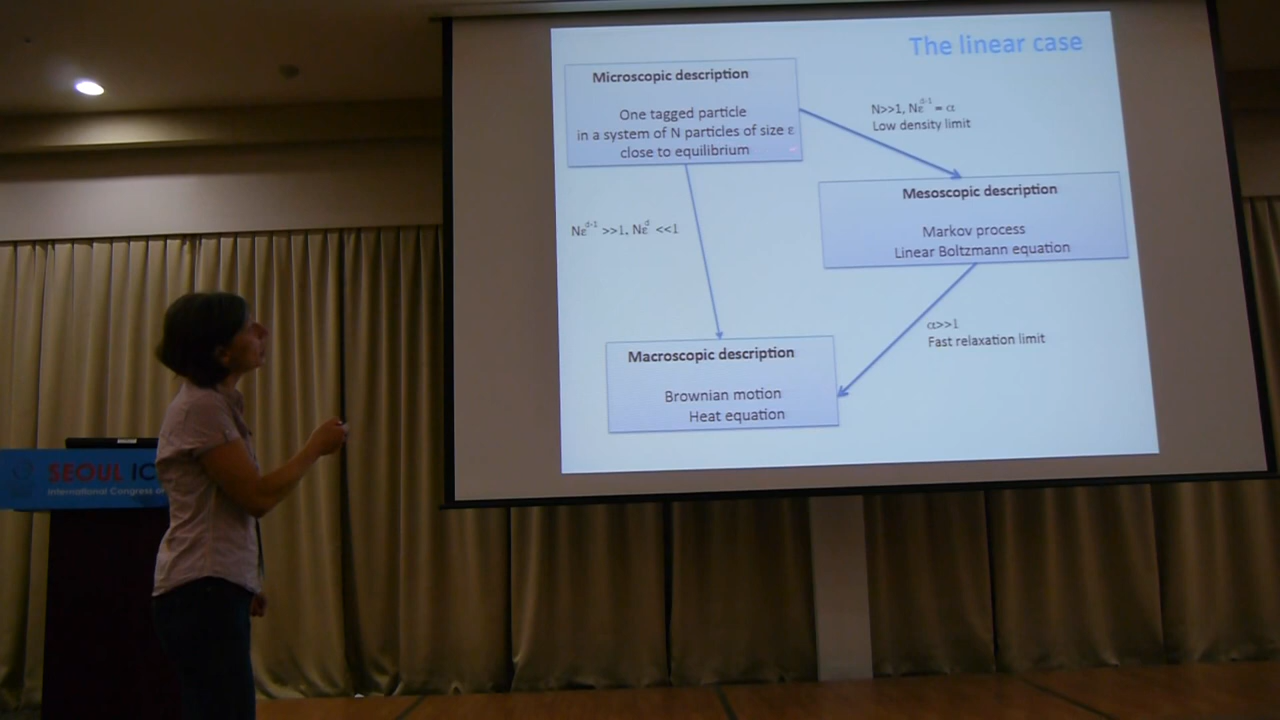 The linear case
Microscopic description
One tagged particle
in a system of N particles of size ε
close to equilibrium
N>>1, Nε^d-1 = α
Low density limit
Mesoscopic description
Markov process
Linear Boltzmann equation
Nε^d-1 >>1, Nε^d <<1
α>>1
Fast relaxation limit
Macroscopic description
Brownian motion
Heat equation
SEOUL IC
International Congress o